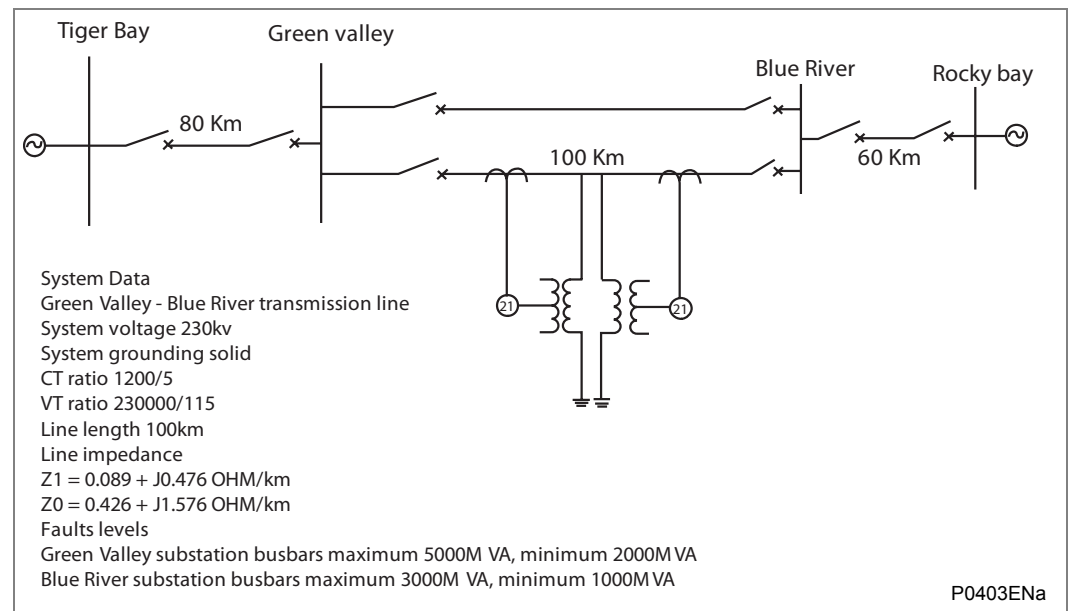 Tiger Bay
Green valley
Blue River
Rocky bay
80 Km
100 Km
60 Km
21
21
System Data
Green Valley - Blue River transmission line
System voltage 230kv
System grounding solid
CT ratio 1200/5
VT ratio 230000/115
Line length 100km
Line impedance
Z1 = 0.089 + J0.476 OHM/km
Z0 = 0.426 + J1.576 OHM/km
Faults levels
Green Valley substation busbars maximum 5000M VA, minimum 2000M VA
Blue River substation busbars maximum 3000M VA, minimum 1000M VA
P0403ENa